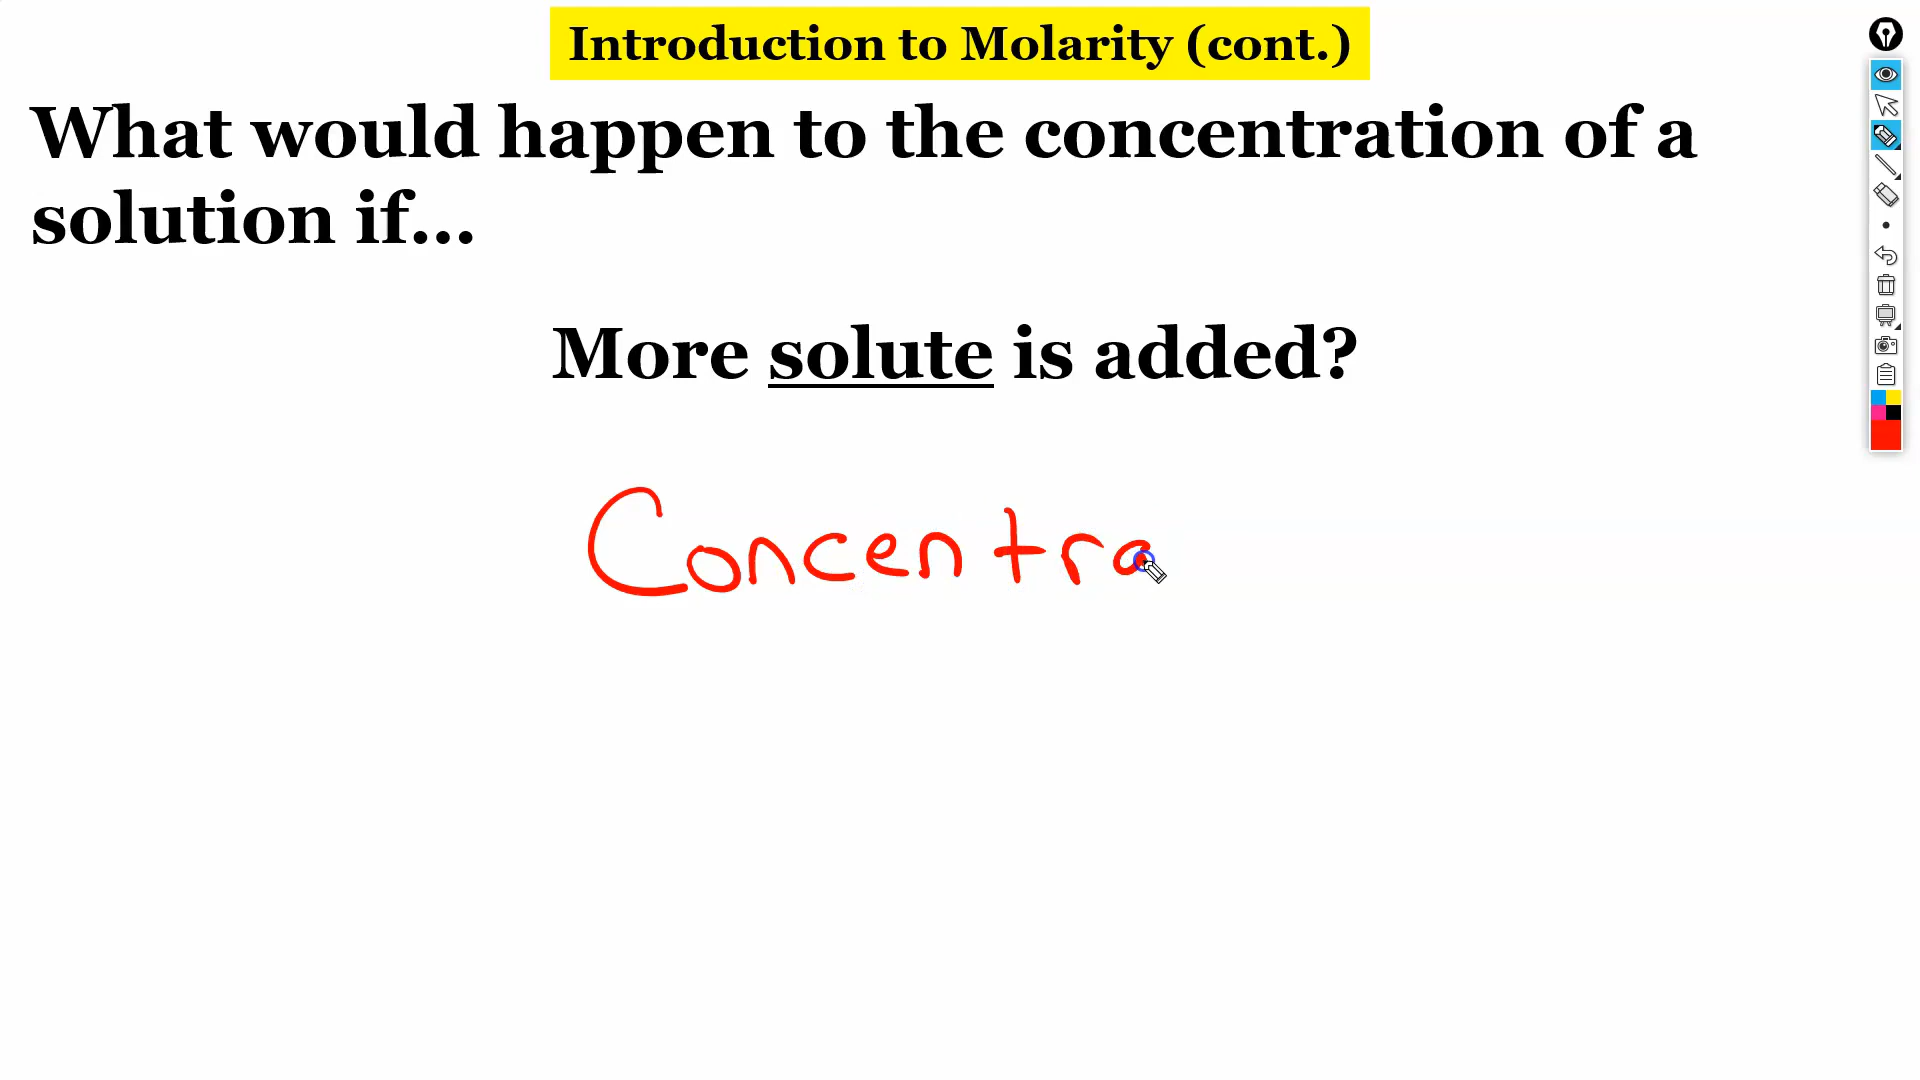 Introduction to Molarity (cont.)
What would happen to the concentration of a
solution if...
More solute is added?
Concentra